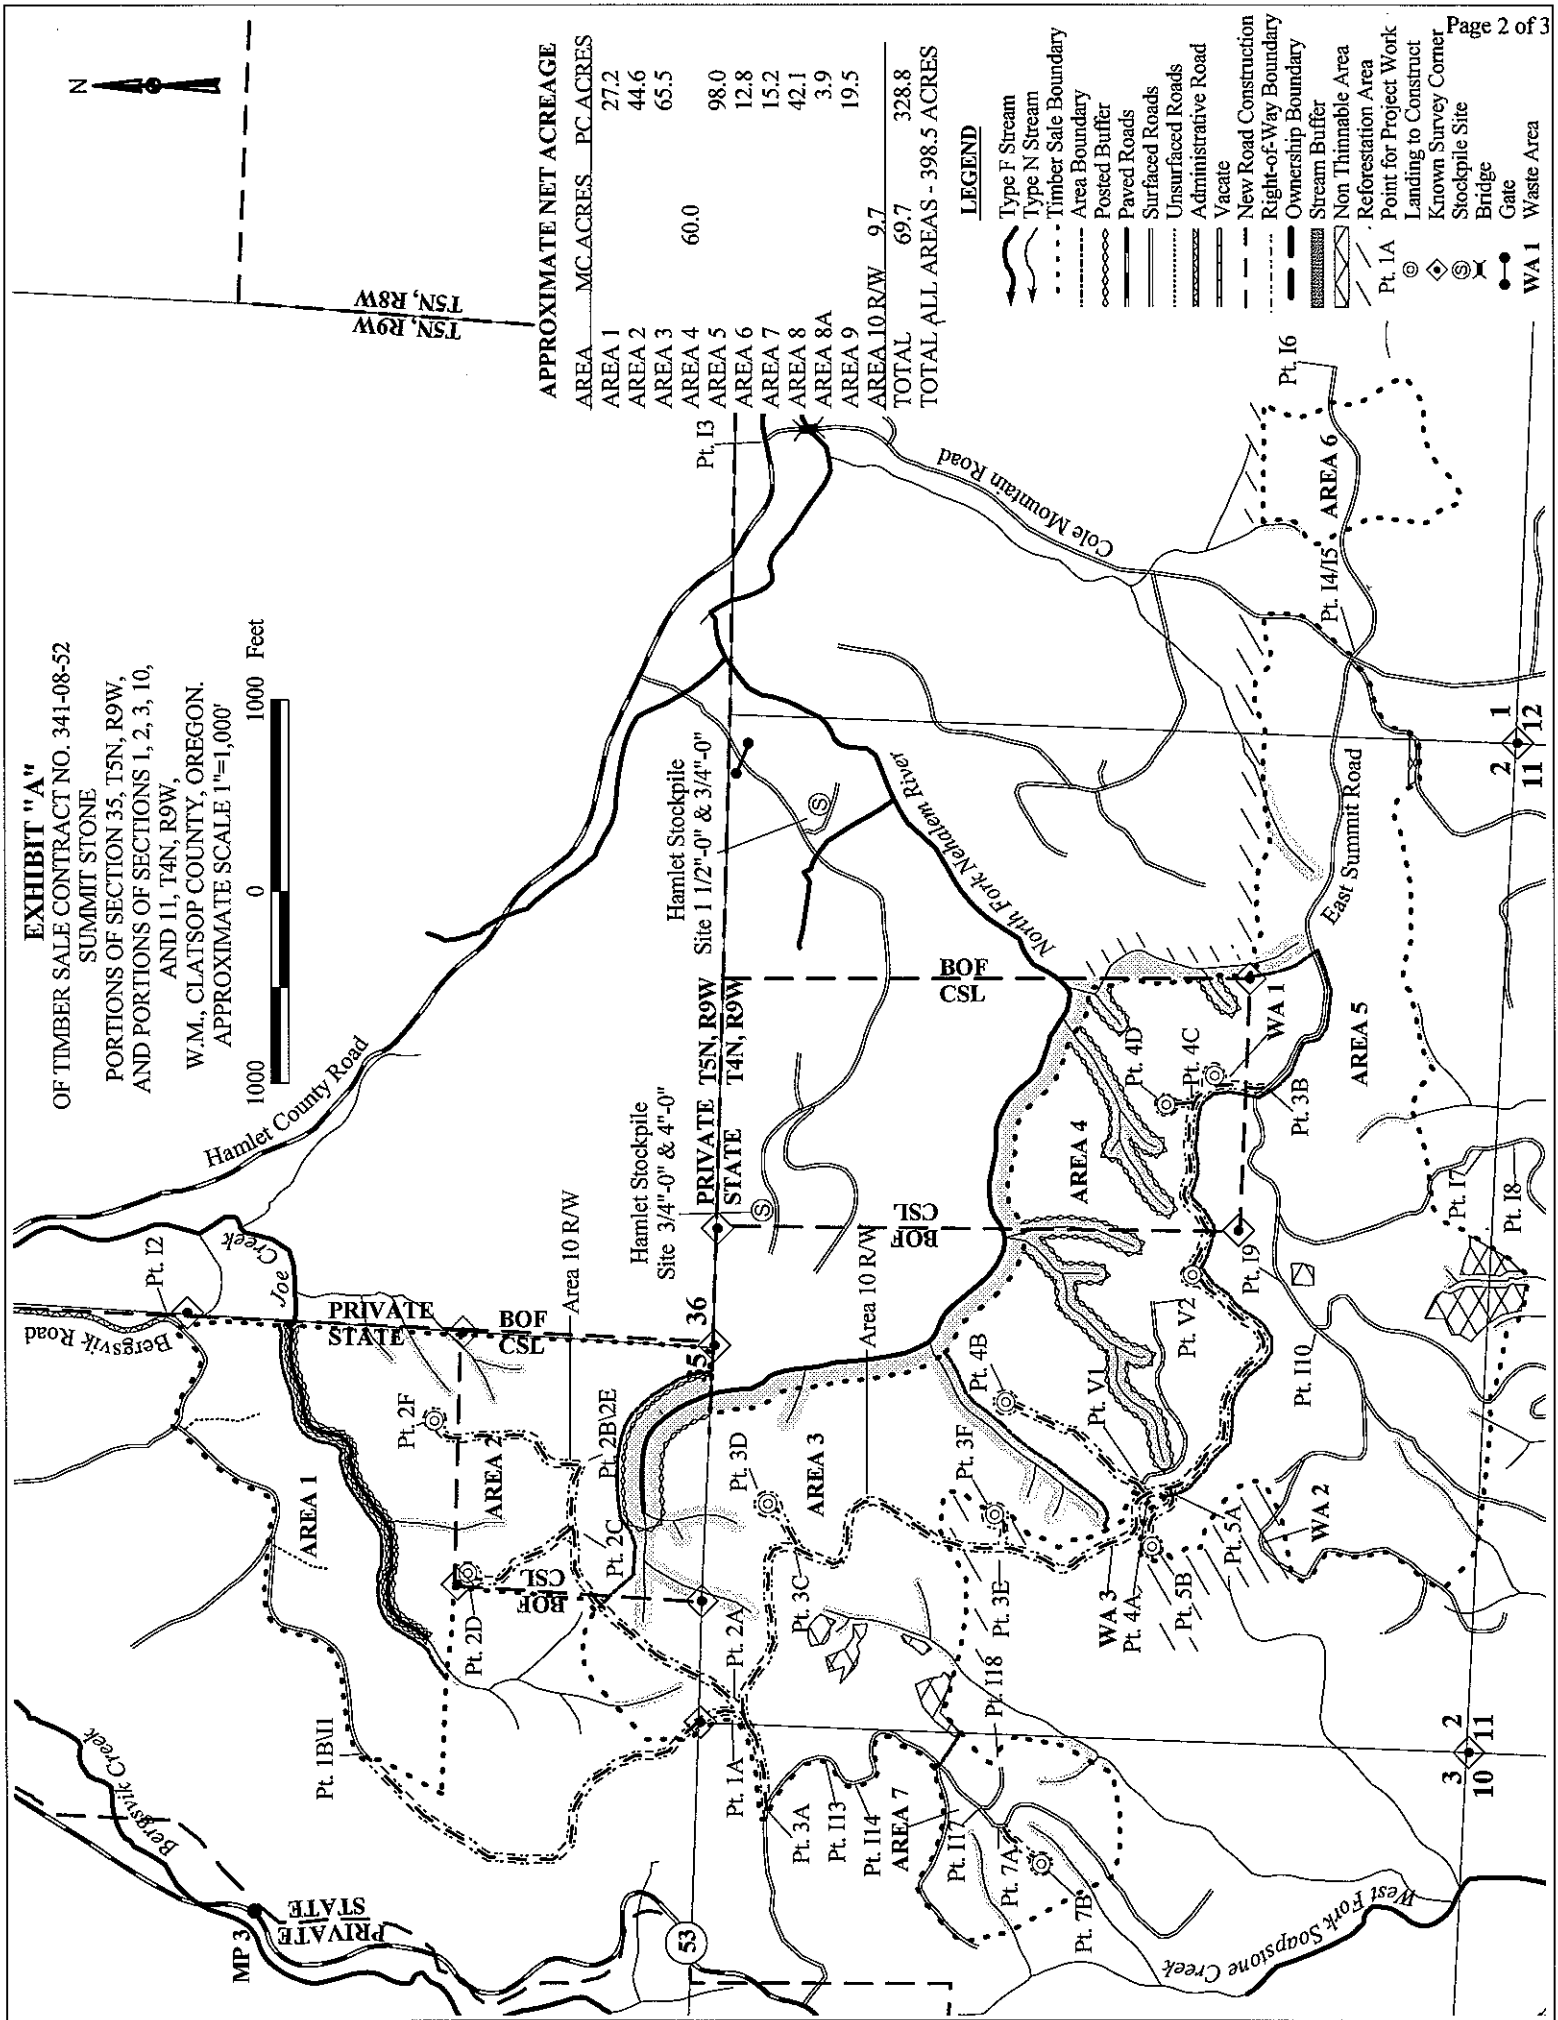 EXHIBIT "A"
OF TIMBER SALE CONTRACT NO. 341-08-52
SUMMIT STONE
PORTIONS OF SECTION 35, T5N, R9W,
AND PORTIONS OF SECTIONS 1, 2, 3, 10,
AND 11, T4N, R9W,
W.M., CLATSOP COUNTY, OREGON.
APPROXIMATE SCALE 1"=1,000'
1000 0 1000 Feet
N
T5N, R8W
T5N, R9W
APPROXIMATE NET ACREAGE
AREA MC ACRES PC ACRES
AREA 1 27.2
AREA 2 44.6
AREA 3 65.5
AREA 4 60.0
AREA 5 98.0
AREA 6 12.8
AREA 7 15.2
AREA 8 42.1
AREA 8A 3.9
AREA 9 19.5
AREA 10 R/W 9.7
TOTAL 69.7 328.8
TOTAL ALL AREAS - 398.5 ACRES
LEGEND
Type F Stream
Type N Stream
Timber Sale Boundary
Area Boundary
Posted Buffer
Paved Roads
Surfaced Roads
Unsurfaced Roads
Administrative Road
Vacate
New Road Construction
Right-of-Way Boundary
Ownership Boundary
Stream Buffer
Non Thinnable Area
Reforestation Area
Pt. 1A Point for Project Work
Landing to Construct
Known Survey Corner
S Stockpile Site
Bridge
Gate
WA 1 Waste Area
Page 2 of 3
Hamlet County Road
Bergsvik Creek
MP 3
PRIVATE
STATE
53
Pt. 1B\I1
AREA 1
Bergsvik Road
Pt. I2
Joe Creek
PRIVATE
STATE
BOF
CSL
Area 10 R/W
Pt. 2F
AREA 2
Pt. 2D
BOF
CSL
Pt. 2C
Pt. 2B\2E
35 36
Hamlet Stockpile
Site 3/4"-0" & 4"-0"
S
PRIVATE T5N, R9W
STATE T4N, R9W
Hamlet Stockpile
Site 1 1/2"-0" & 3/4"-0"
S
Pt. I3
Pt. 1A
Pt. 2A
Pt. 3A
Pt. I13
Pt. I14
AREA 7
Pt. I17
Pt. 7A
Pt. 7B
Pt. I18
Pt. 3C
Pt. 3D
AREA 3
Area 10 R/W
Pt. 3E
Pt. 3F
Pt. 4B
BOF
CSL
BOF
CSL
North Fork Nehalem River
Cole Mountain Road
AREA 4
Pt. 4D
Pt. 4C
WA 1
Pt. 3B
AREA 5
East Summit Road
Pt. I4/I5
AREA 6
Pt. I6
Pt. V1
Pt. V2
Pt. I9
Pt. I10
WA 3
Pt. 4A
Pt. 5B
Pt. 5A
WA 2
Pt. I7
Pt. I8
West Fork Soapstone Creek
3 2
10 11
2 1
11 12